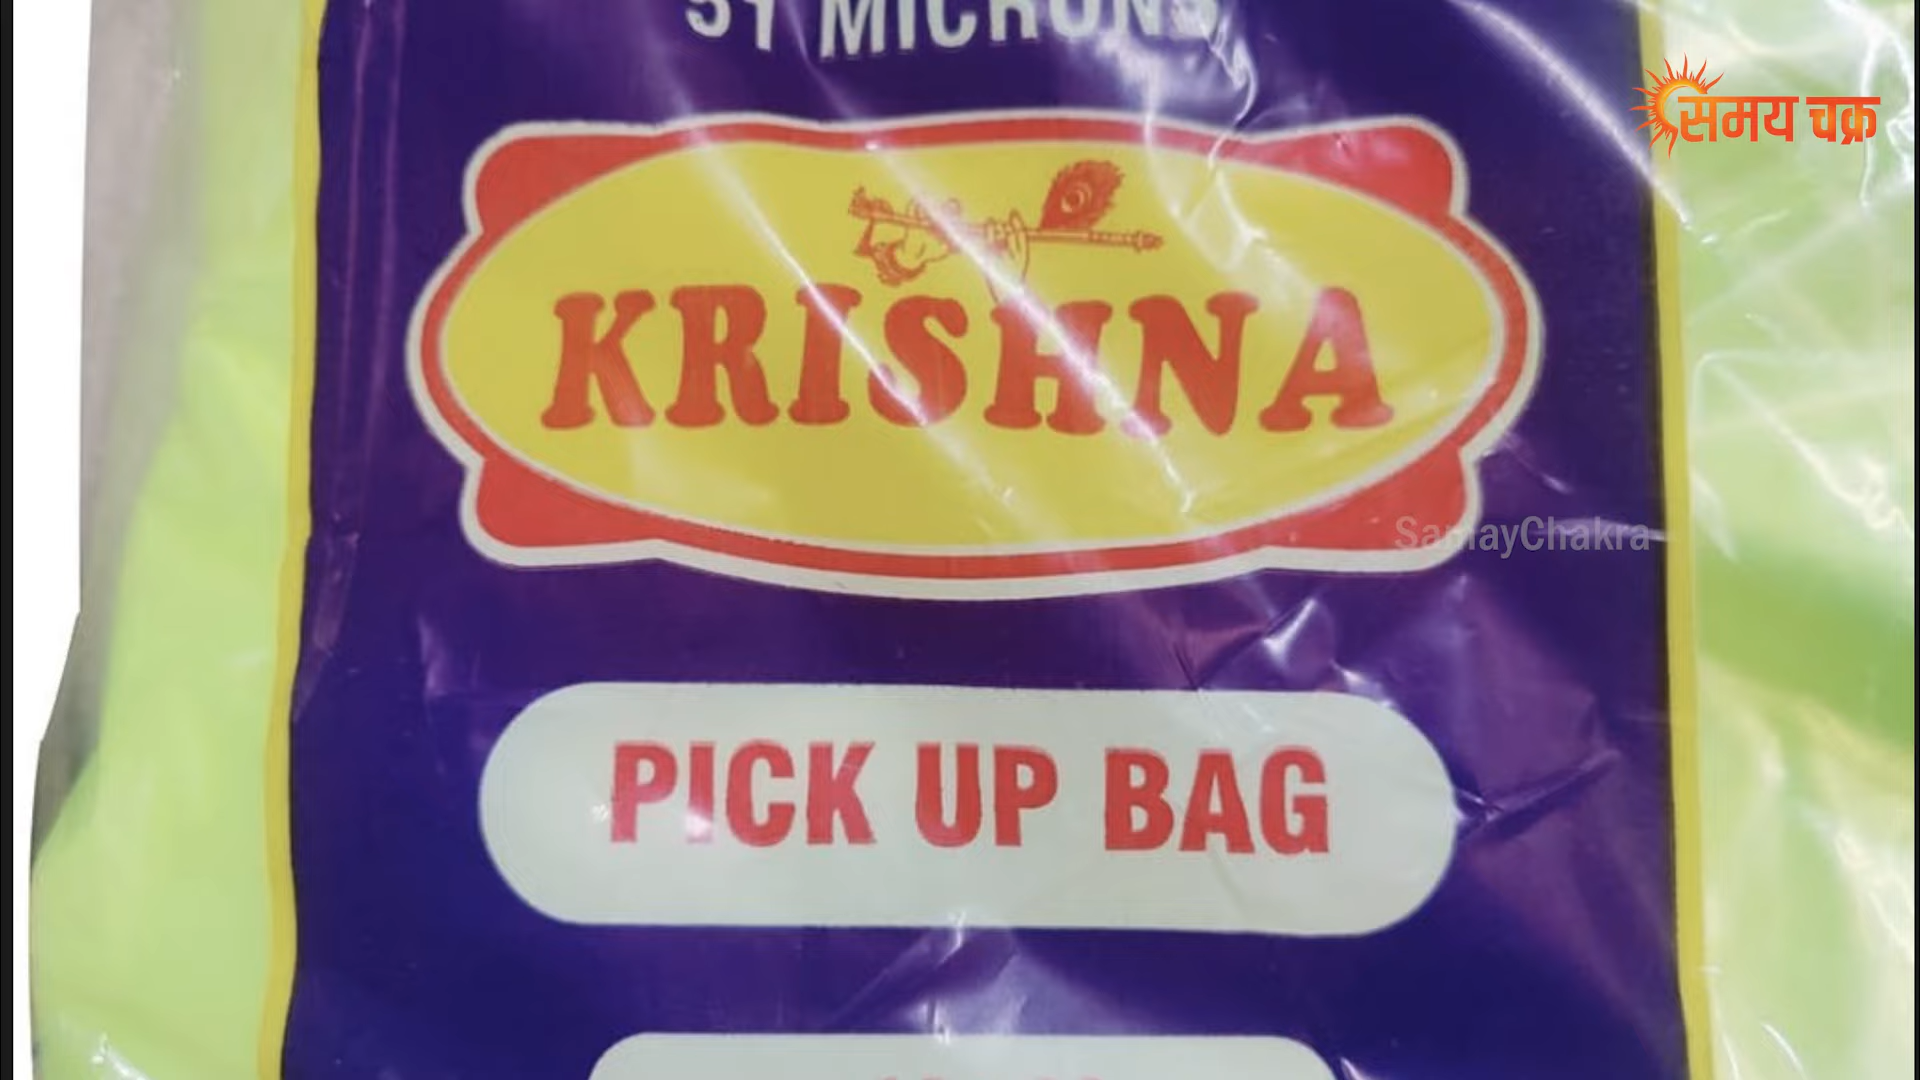 51 MICRONS
समय चक्र
KRISHNA
SamayChakra
PICK UP BAG